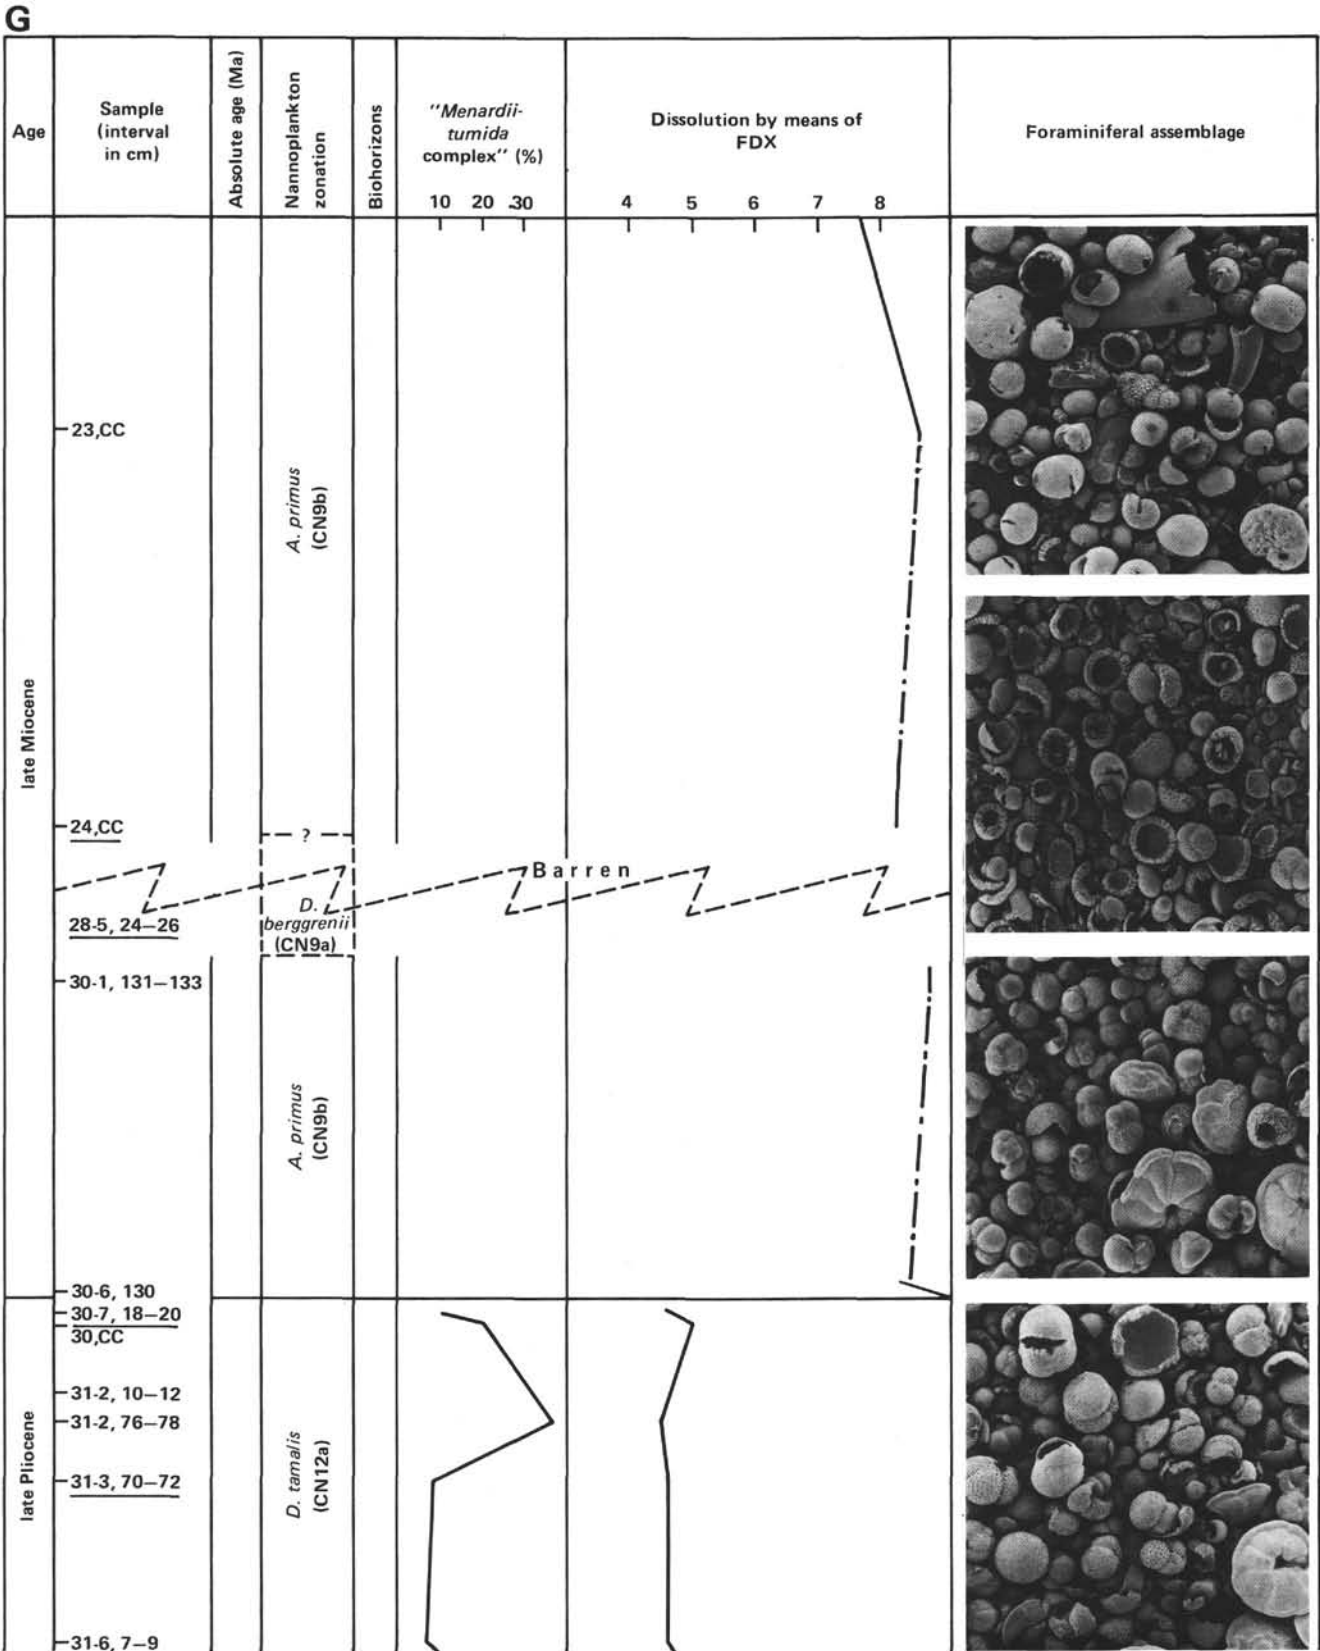 G
Age
Sample
(interval
in cm)
Absolute age (Ma)
Nannoplankton
zonation
Biohorizons
"Menardii-
tumida
complex" (%)
10 20 30
Dissolution by means of
FDX
4 5 6 7 8
Foraminiferal assemblage
late Miocene
23,CC
A. primus
(CN9b)
24,CC
?
Barren
28-5, 24–26
D.
berggrenii
(CN9a)
30-1, 131–133
A. primus
(CN9b)
30-6, 130
late Pliocene
30-7, 18–20
30,CC
31-2, 10–12
31-2, 76–78
31-3, 70–72
D. tamalis
(CN12a)
31-6, 7–9